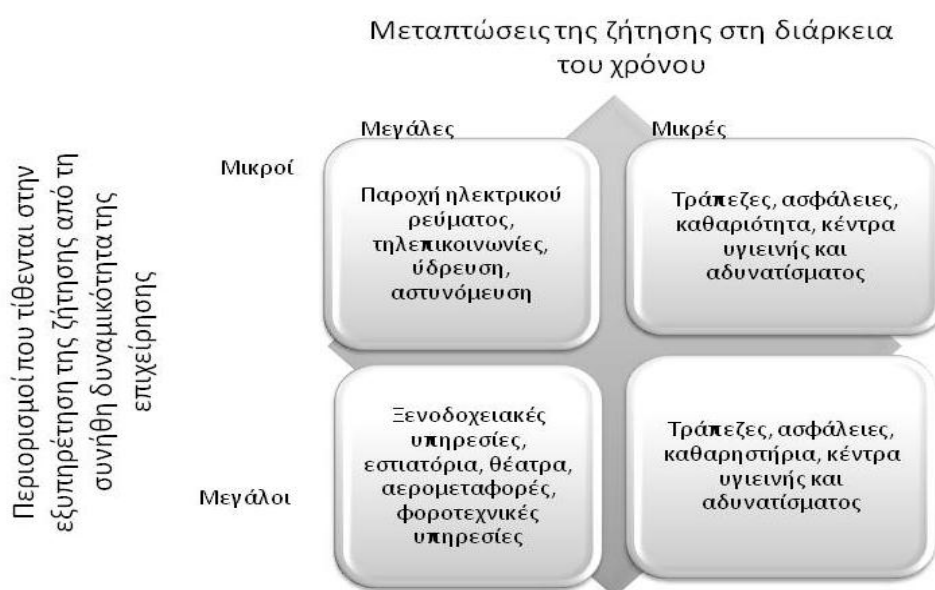 Μεταπτώσεις της ζήτησης στη διάρκεια
του χρόνου
Μεγάλες
Μικρές
Περιορισμοί που τίθενται στην
εξυπηρέτηση της ζήτησης από τη
συνήθη δυναμικότητα της
επιχείρησης
Μικροί
Παροχή ηλεκτρικού
ρεύματος,
τηλεπικοινωνίες,
ύδρευση,
αστυνόμευση
Τράπεζες, ασφάλειες,
καθαριότητα, κέντρα
υγιεινής και
αδυνατίσματος
Μεγάλοι
Ξενοδοχειακές
υπηρεσίες,
εστιατόρια, θέατρα,
αερομεταφορές,
φοροτεχνικές
υπηρεσίες
Τράπεζες, ασφάλειες,
καθαρηστήρια, κέντρα
υγιεινής και
αδυνατίσματος